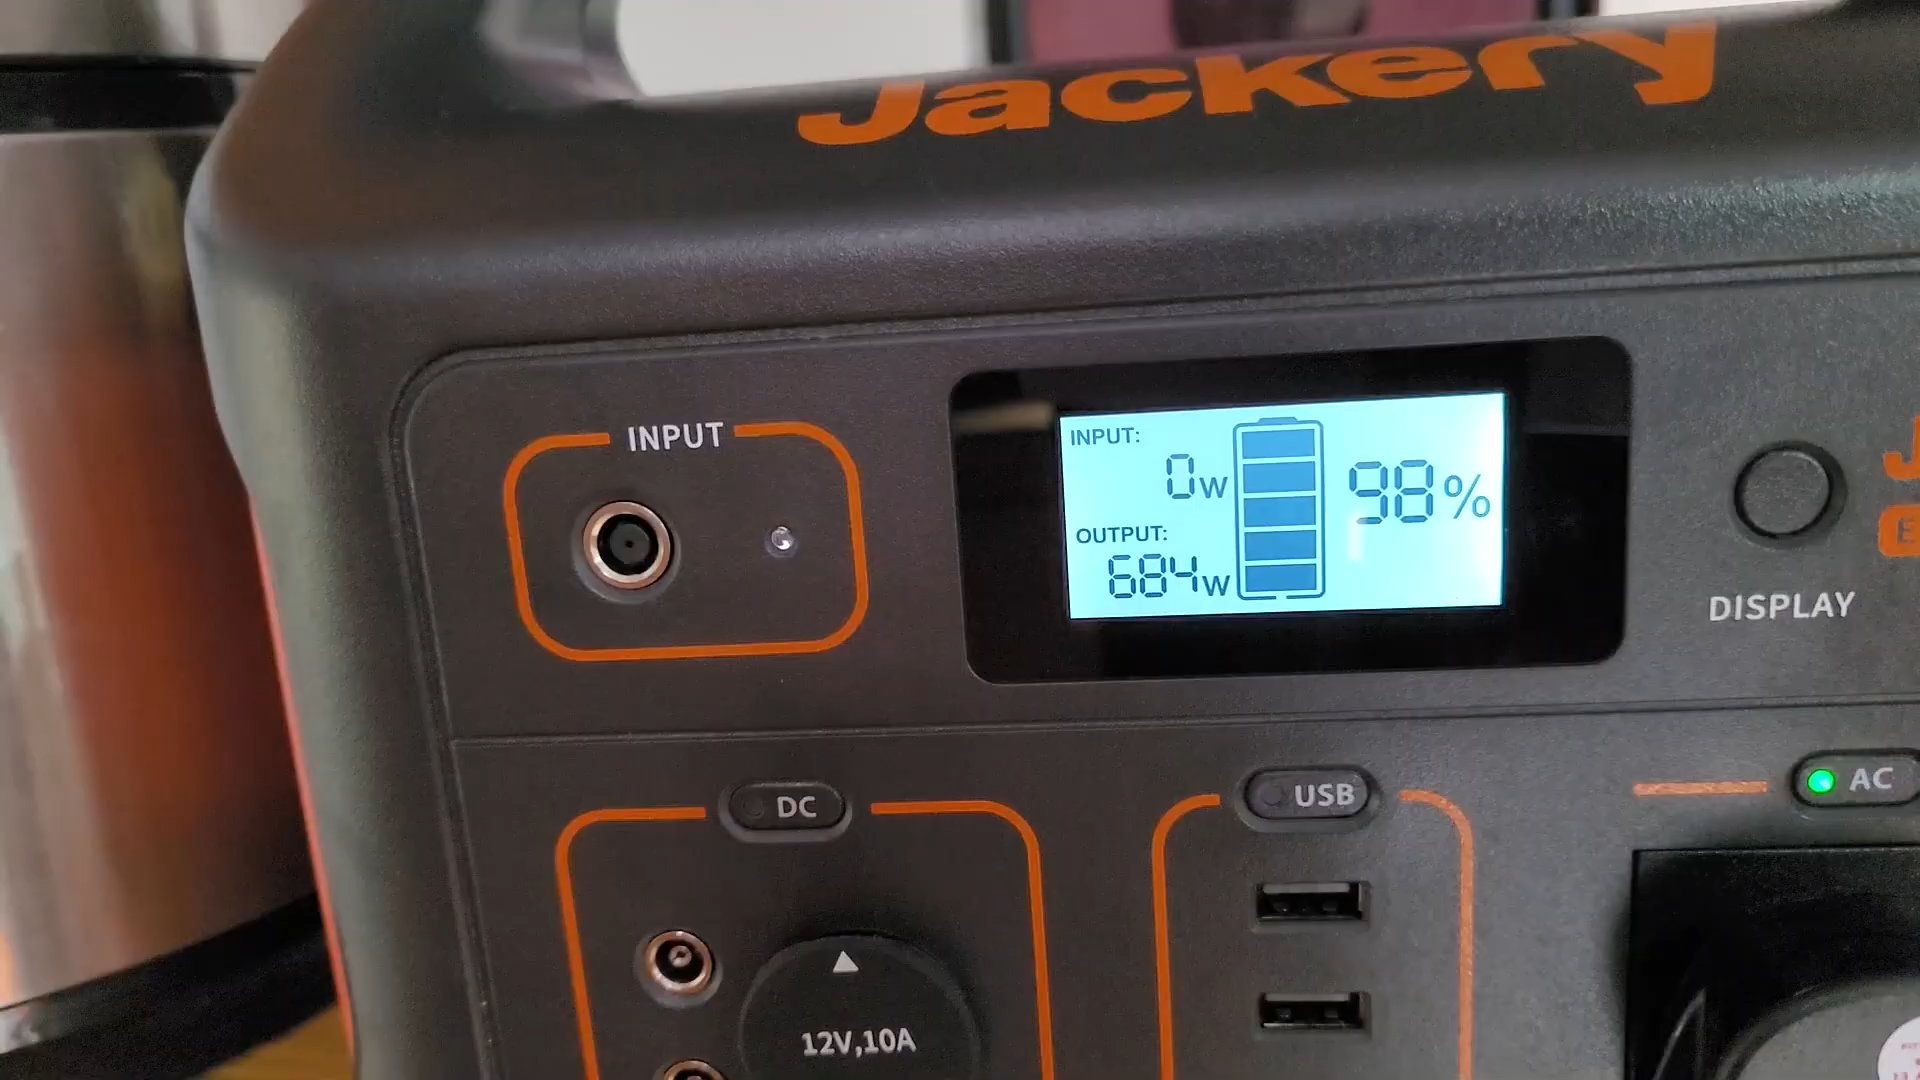 Jackery
INPUT
INPUT:
0W
98%
OUTPUT:
684W
DISPLAY
DC
USB
AC
12V,10A